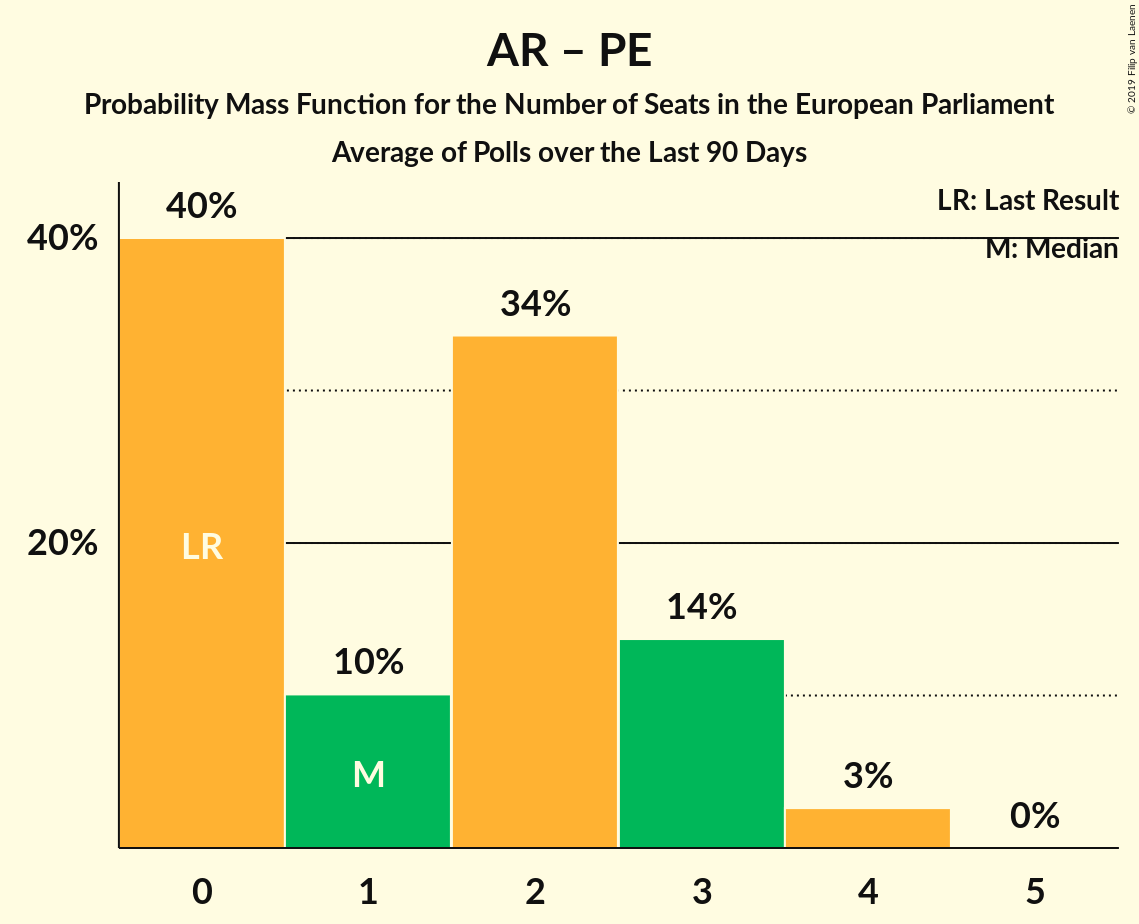 AR – PE
Probability Mass Function for the Number of Seats in the European Parliament
Average of Polls over the Last 90 Days
© 2019 Filip van Laenen
LR: Last Result
M: Median
40%
20%
40%
10%
34%
14%
3%
0%
LR
M
0 1 2 3 4 5